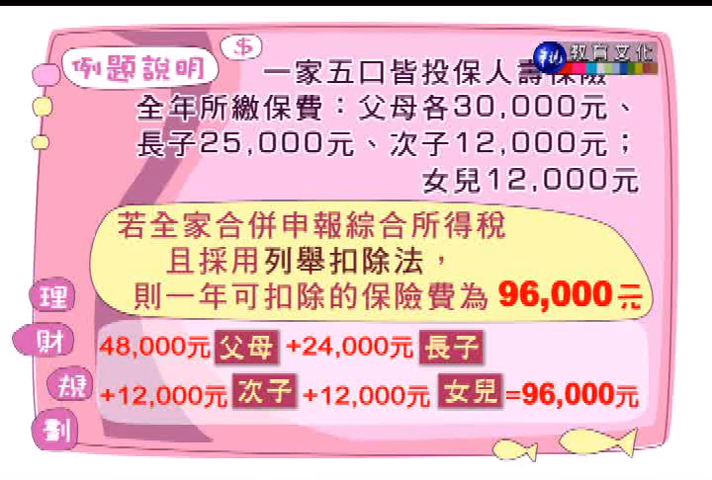 例題說明
$
華視 教育文化
一家五口皆投保人壽保險
全年所繳保費：父母各30,000元、
長子25,000元、次子12,000元；
女兒12,000元
若全家合併申報綜合所得稅
且採用列舉扣除法，
則一年可扣除的保險費為 96,000元
理財規劃
48,000元 父母 +24,000元 長子
+12,000元 次子 +12,000元 女兒 =96,000元